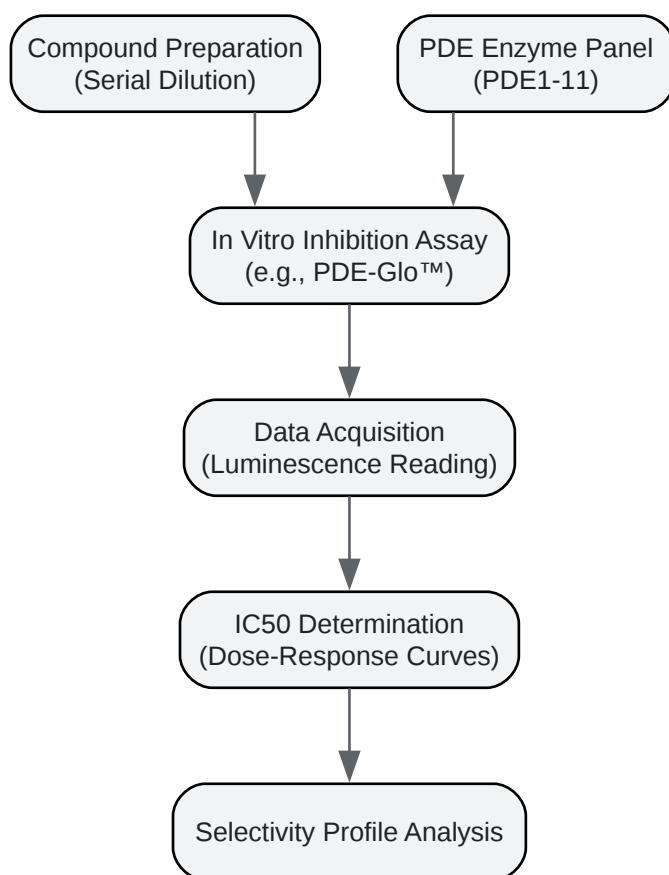 Compound Preparation
(Serial Dilution)
PDE Enzyme Panel
(PDE1-11)
In Vitro Inhibition Assay
(e.g., PDE-Glo™)
Data Acquisition
(Luminescence Reading)
IC50 Determination
(Dose-Response Curves)
Selectivity Profile Analysis